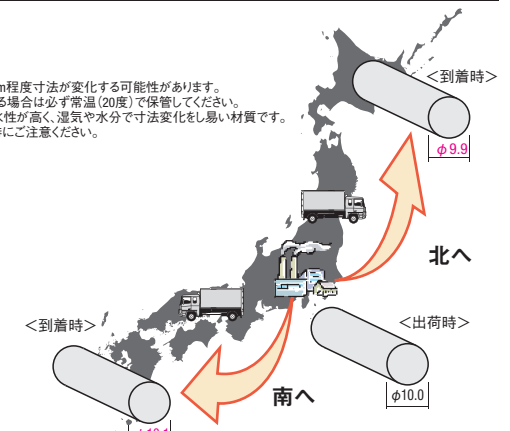 m程度寸法が変化する可能性があります。
る場合は必ず常温(20度)で保管してください。
水性が高く、湿気や水分で寸法変化をし易い材質です。
にご注意ください。
＜到着時＞
φ9.9
北へ
＜到着時＞
＜出荷時＞
φ10.0
南へ
φ10.1